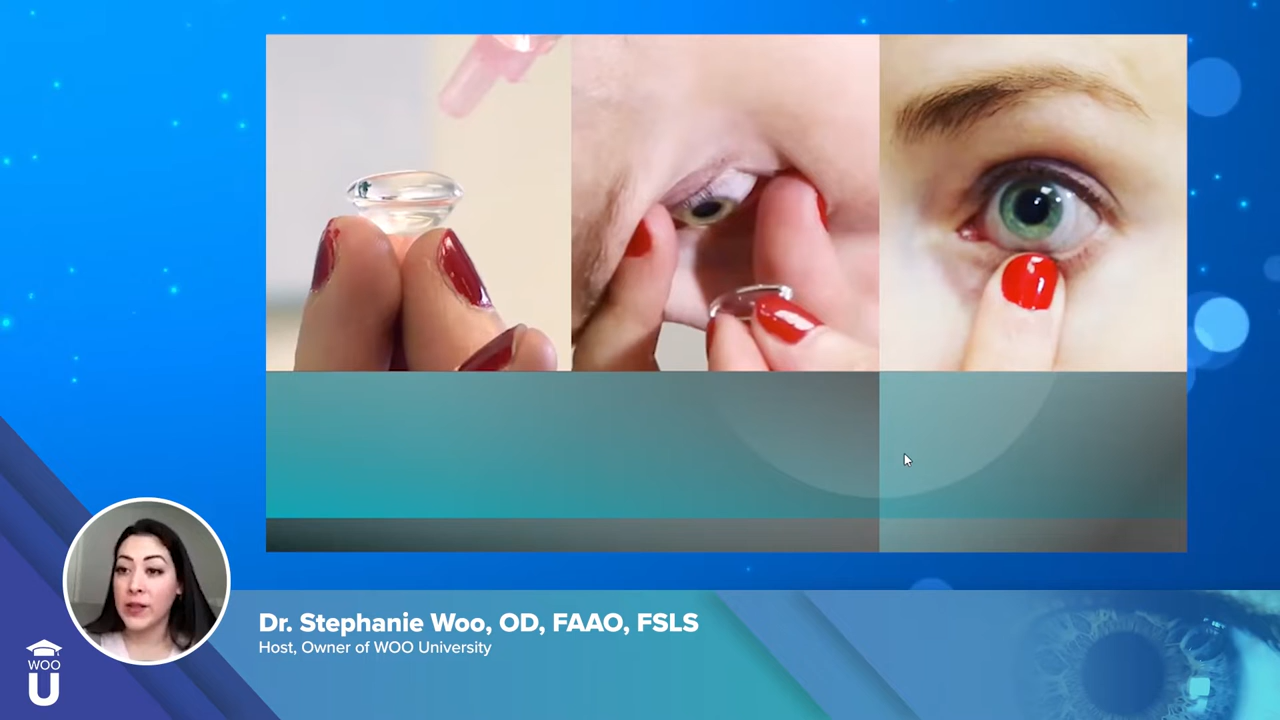 Dr. Stephanie Woo, OD, FAAO, FSLS
Host, Owner of WOO University
WOO
U